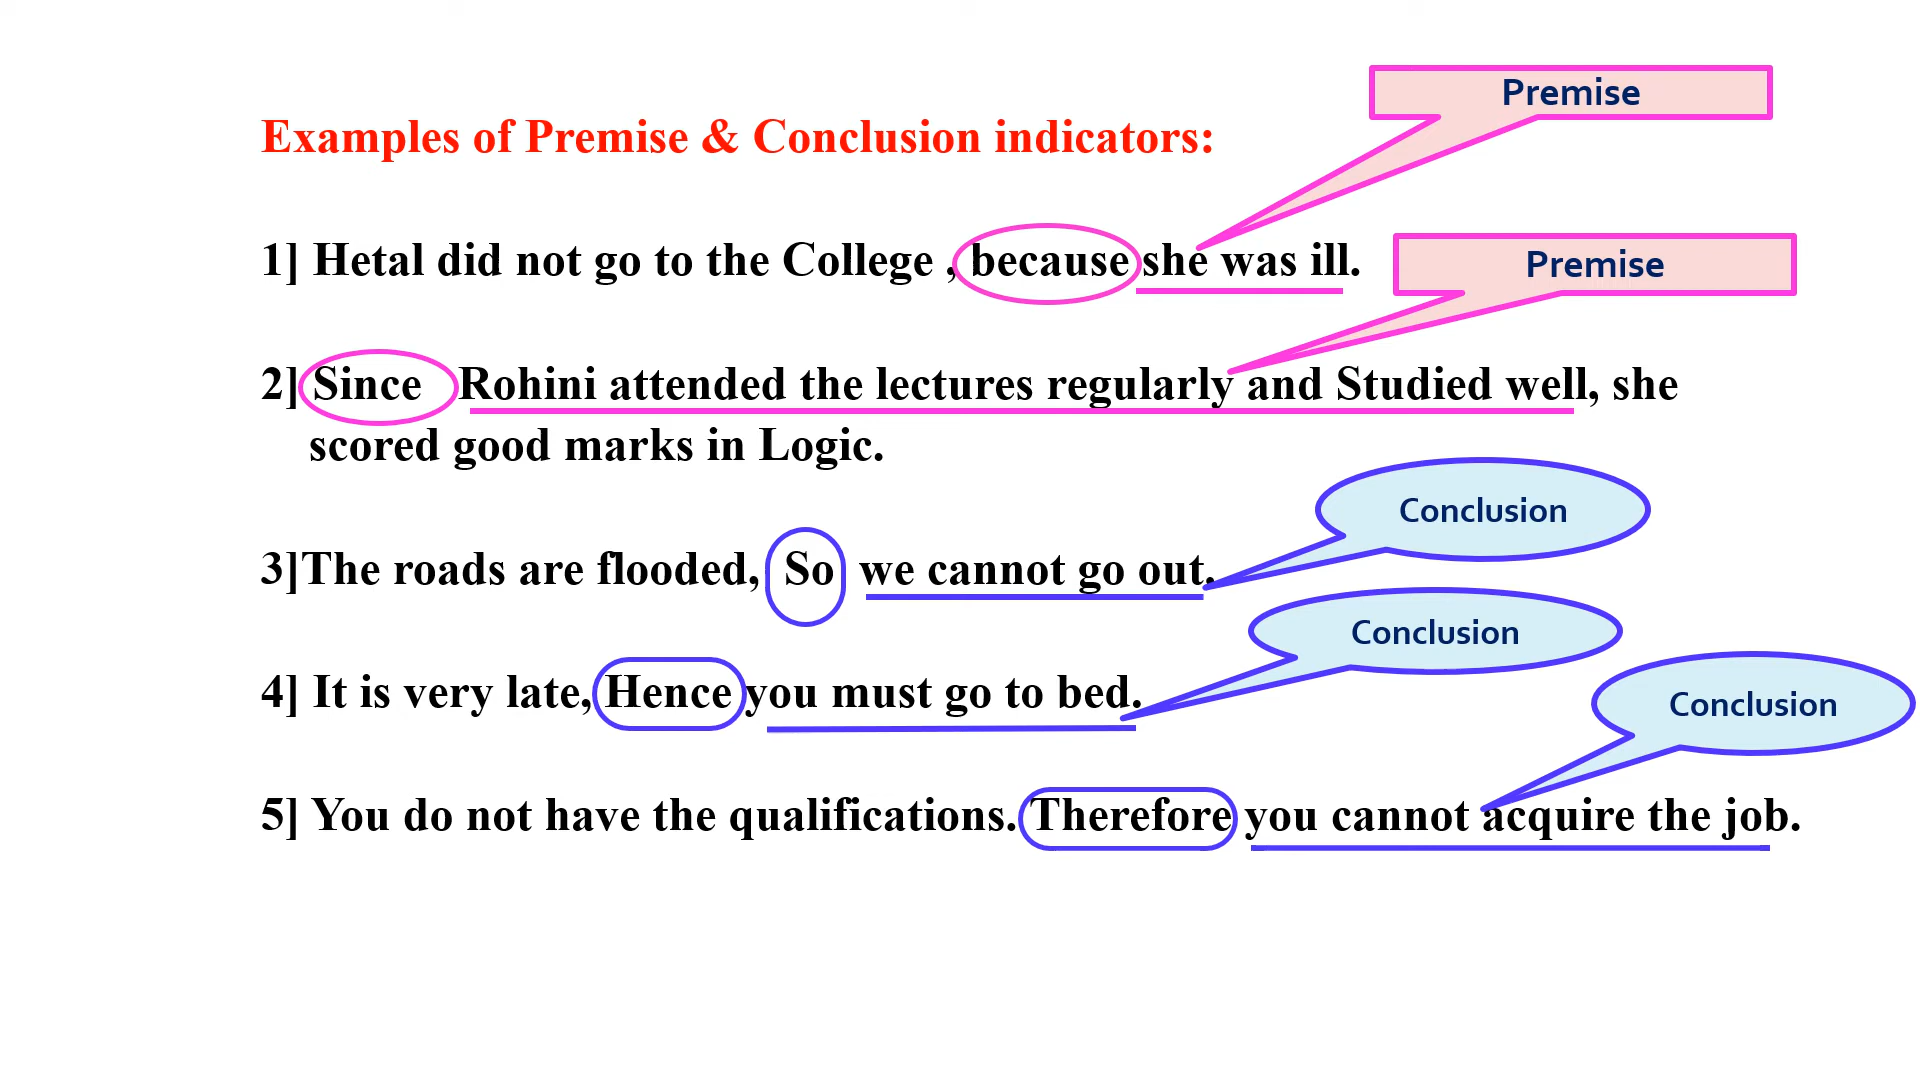 Premise
Examples of Premise & Conclusion indicators:
1] Hetal did not go to the College , because she was ill.
Premise
2] Since Rohini attended the lectures regularly and Studied well, she
scored good marks in Logic.
Conclusion
3]The roads are flooded, So we cannot go out.
Conclusion
4] It is very late, Hence you must go to bed.
Conclusion
5] You do not have the qualifications. Therefore you cannot acquire the job.